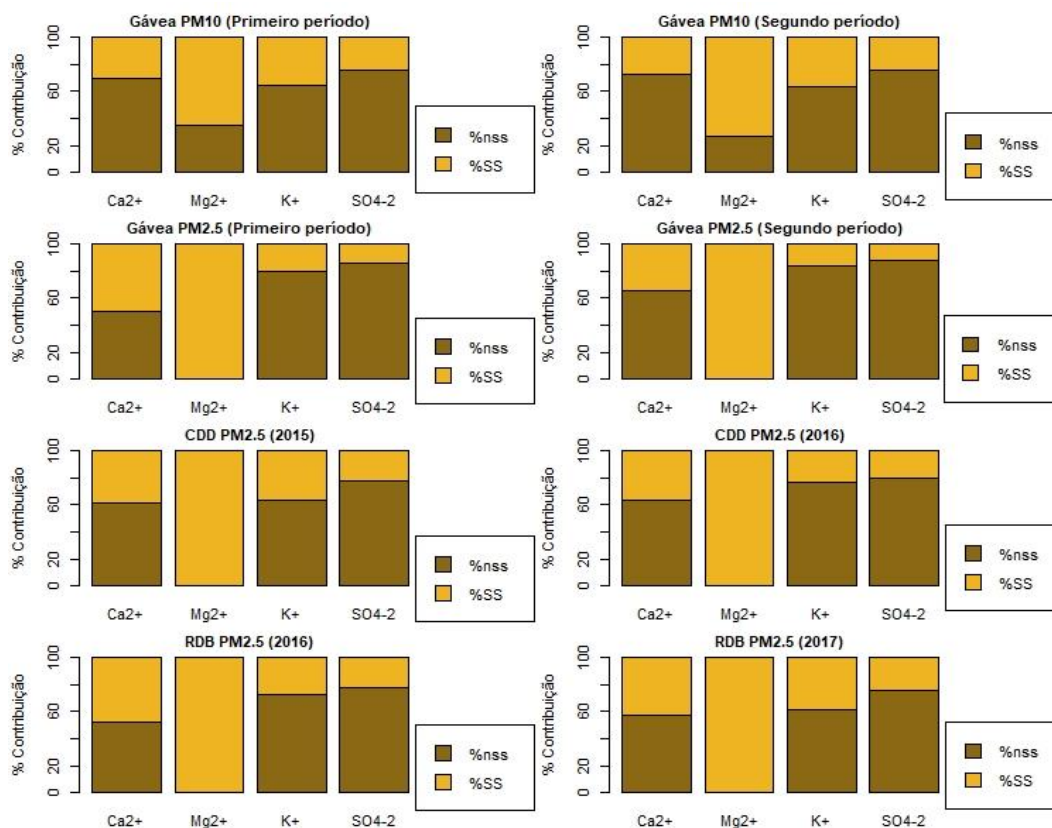 Gávea PM10 (Primeiro período)
% Contribuição
0 20 60 100
Ca2+ Mg2+ K+ SO4-2
%nss
%SS
Gávea PM10 (Segundo período)
% Contribuição
0 20 60 100
Ca2+ Mg2+ K+ SO4-2
%nss
%SS
Gávea PM2.5 (Primeiro período)
% Contribuição
0 20 60 100
Ca2+ Mg2+ K+ SO4-2
%nss
%SS
Gávea PM2.5 (Segundo período)
% Contribuição
0 20 60 100
Ca2+ Mg2+ K+ SO4-2
%nss
%SS
CDD PM2.5 (2015)
% Contribuição
0 20 60 100
Ca2+ Mg2+ K+ SO4-2
%nss
%SS
CDD PM2.5 (2016)
% Contribuição
0 20 60 100
Ca2+ Mg2+ K+ SO4-2
%nss
%SS
RDB PM2.5 (2016)
% Contribuição
0 20 60 100
Ca2+ Mg2+ K+ SO4-2
%nss
%SS
RDB PM2.5 (2017)
% Contribuição
0 20 60 100
Ca2+ Mg2+ K+ SO4-2
%nss
%SS